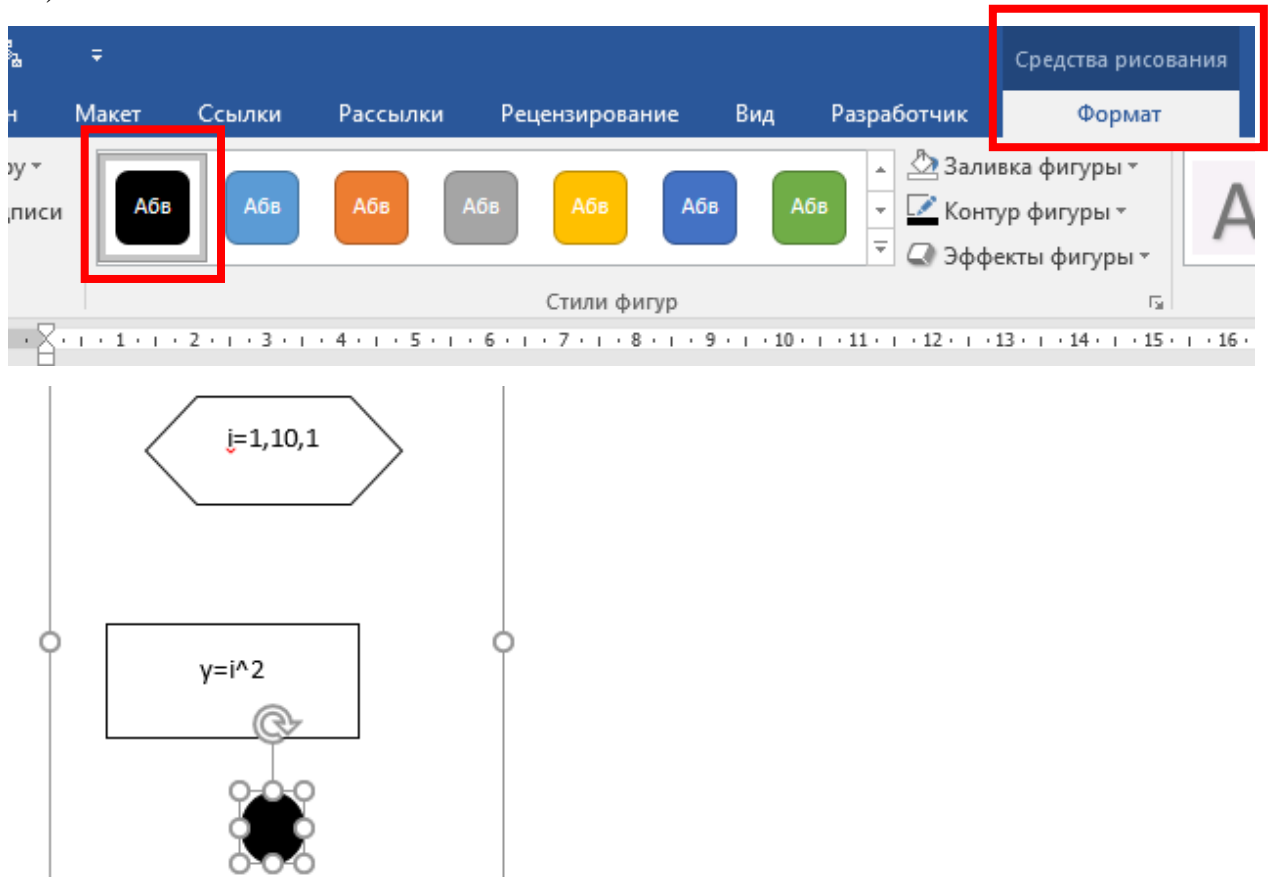 Средства рисования
Макет Ссылки Рассылки Рецензирование Вид Разработчик Формат
Абв Абв Абв Абв Абв Абв Абв
Заливка фигуры
Контур фигуры
Эффекты фигуры
Стили фигур
1 2 3 4 5 6 7 8 9 10 11 12 13 14 15 16
i=1,10,1
y=i^2